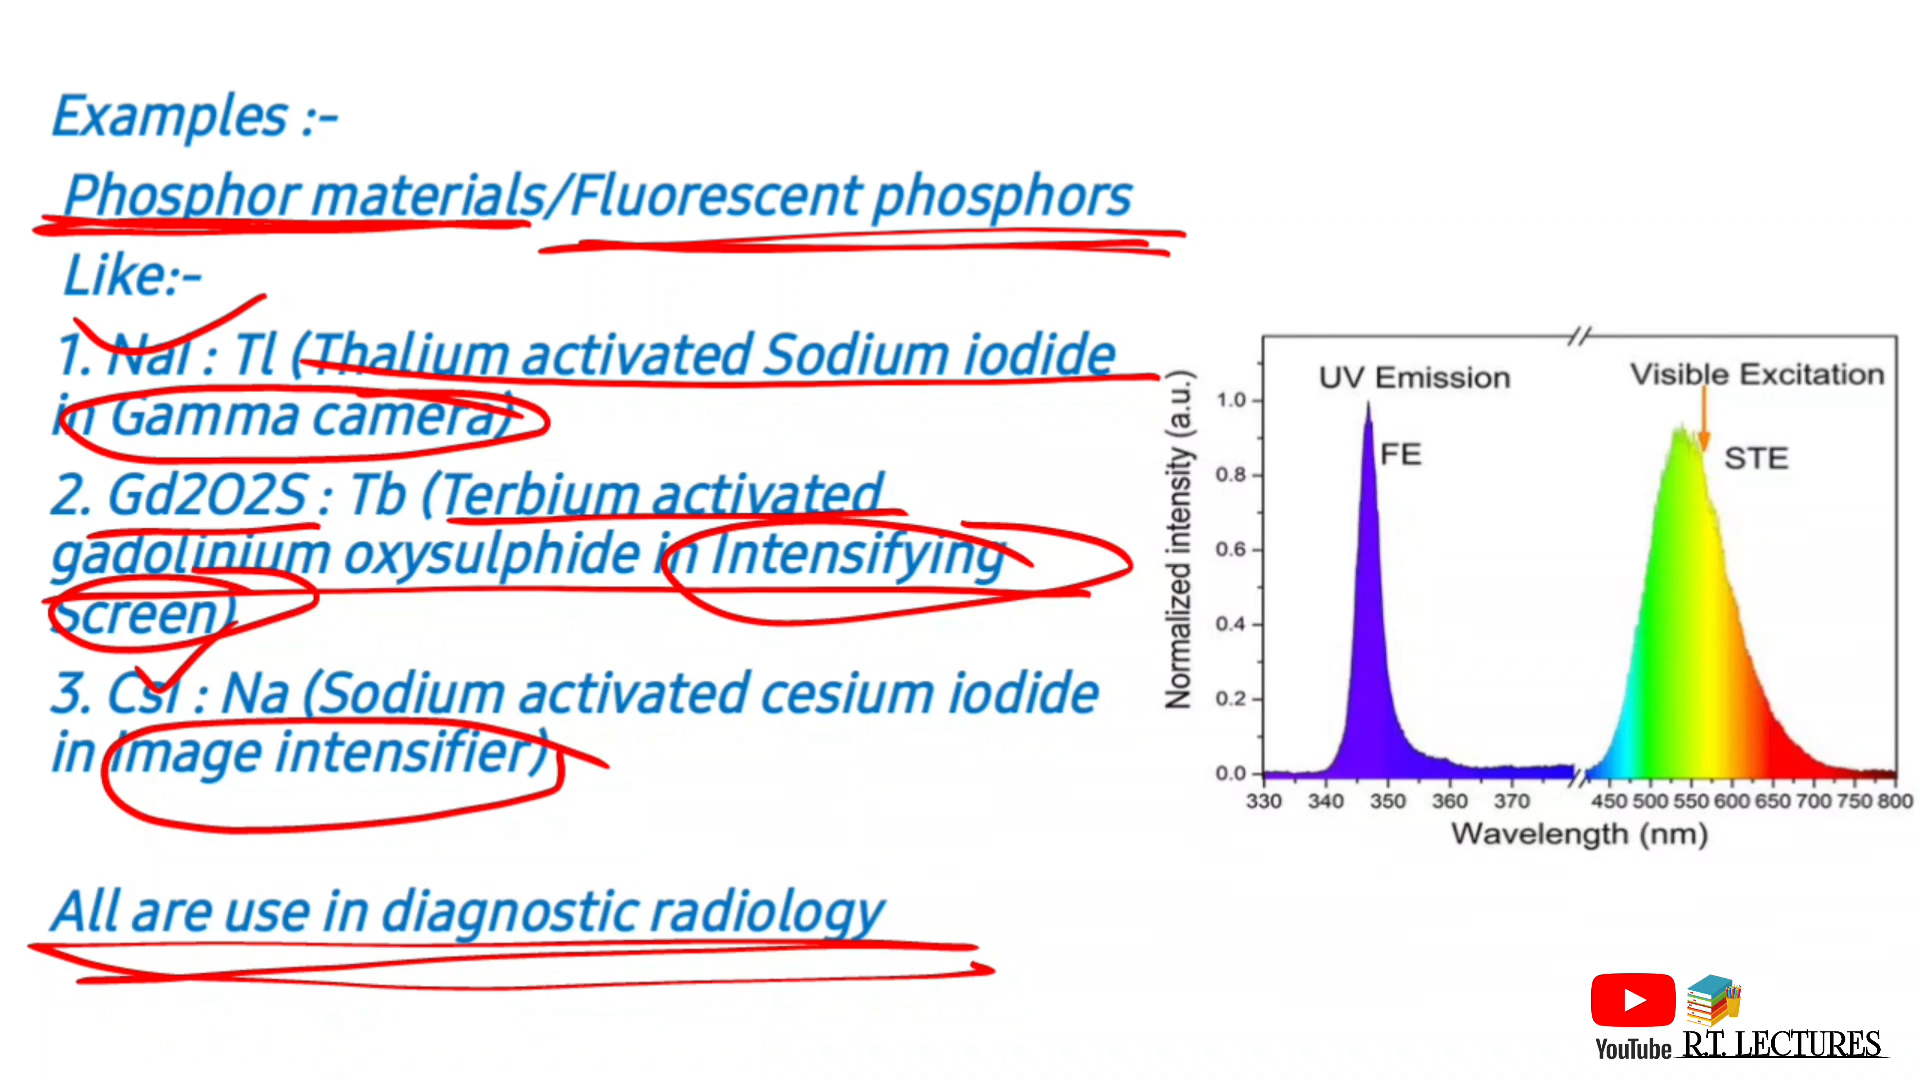 Examples :-
Phosphor materials/Fluorescent phosphors
Like:-
1. NaI : Tl (Thalium activated Sodium iodide
in Gamma camera)
2. Gd2O2S : Tb (Terbium activated
gadolinium oxysulphide in Intensifying
Screen)
3. CsI : Na (Sodium activated cesium iodide
in Image intensifier)
All are use in diagnostic radiology
UV Emission
Visible Excitation
FE
STE
Normalized intensity (a.u.)
1.0
0.8
0.6
0.4
0.2
0.0
330 340 350 360 370 450 500 550 600 650 700 750 800
Wavelength (nm)
YouTube R.T. LECTURES